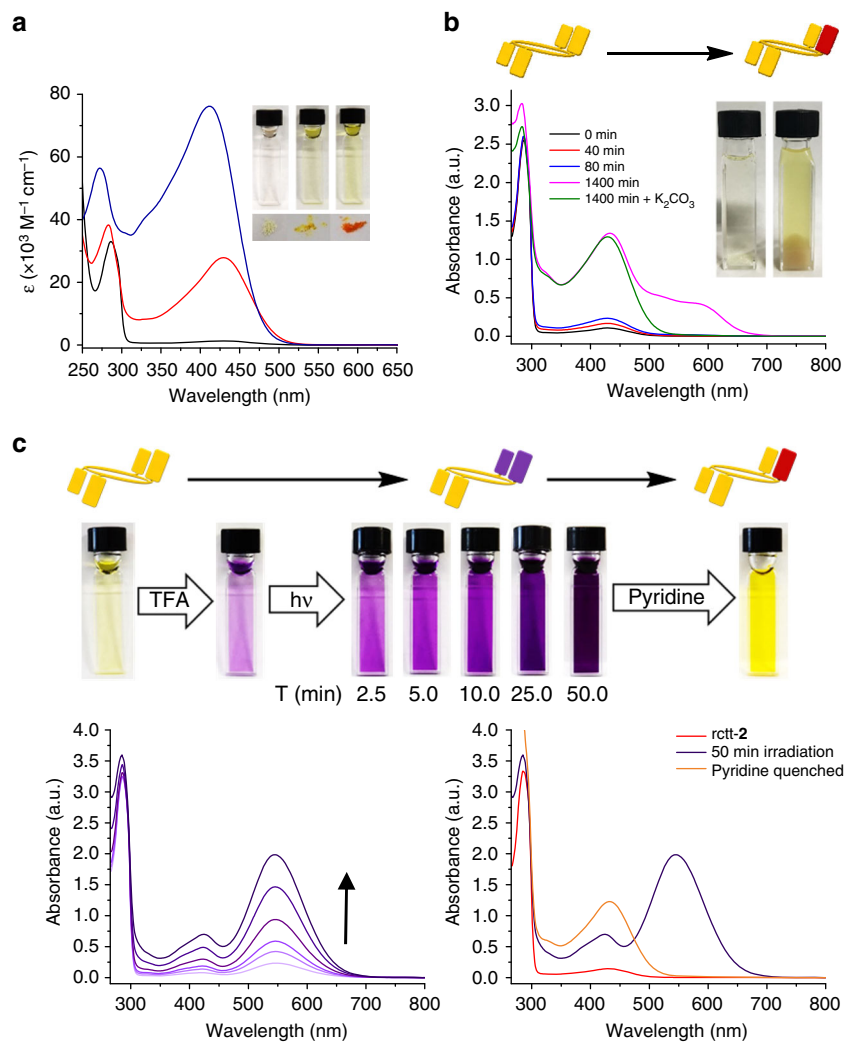 a
80
60
40
20
0
ε (×10³ M⁻¹ cm⁻¹)
250 300 350 400 450 500 550 600 650
Wavelength (nm)
b
3.0
2.5
2.0
1.5
1.0
0.5
0.0
Absorbance (a.u.)
0 min
40 min
80 min
1400 min
1400 min + K₂CO₃
300 400 500 600 700 800
Wavelength (nm)
c
TFA
hν
Pyridine
T (min) 2.5 5.0 10.0 25.0 50.0
4.0
3.5
3.0
2.5
2.0
1.5
1.0
0.5
0.0
Absorbance (a.u.)
300 400 500 600 700 800
Wavelength (nm)
4.0
3.5
3.0
2.5
2.0
1.5
1.0
0.5
0.0
Absorbance (a.u.)
rctt-2
50 min irradiation
Pyridine quenched
300 400 500 600 700 800
Wavelength (nm)